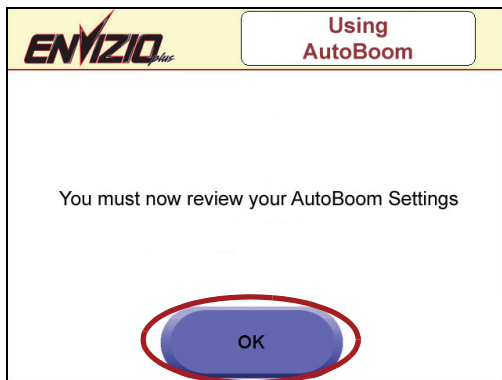 ENVIZIO plus
Using
AutoBoom
You must now review your AutoBoom Settings
OK